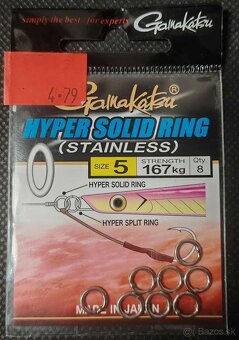 simply the best for experts
Gamakatsu
4.79
Gamakatsu®
HYPER SOLID RING
(STAINLESS)
SIZE 5 STRENGTH 167kg Qty. 8
HYPER SOLID RING
HYPER SPLIT RING
MADE IN JAPAN
Bazos.sk